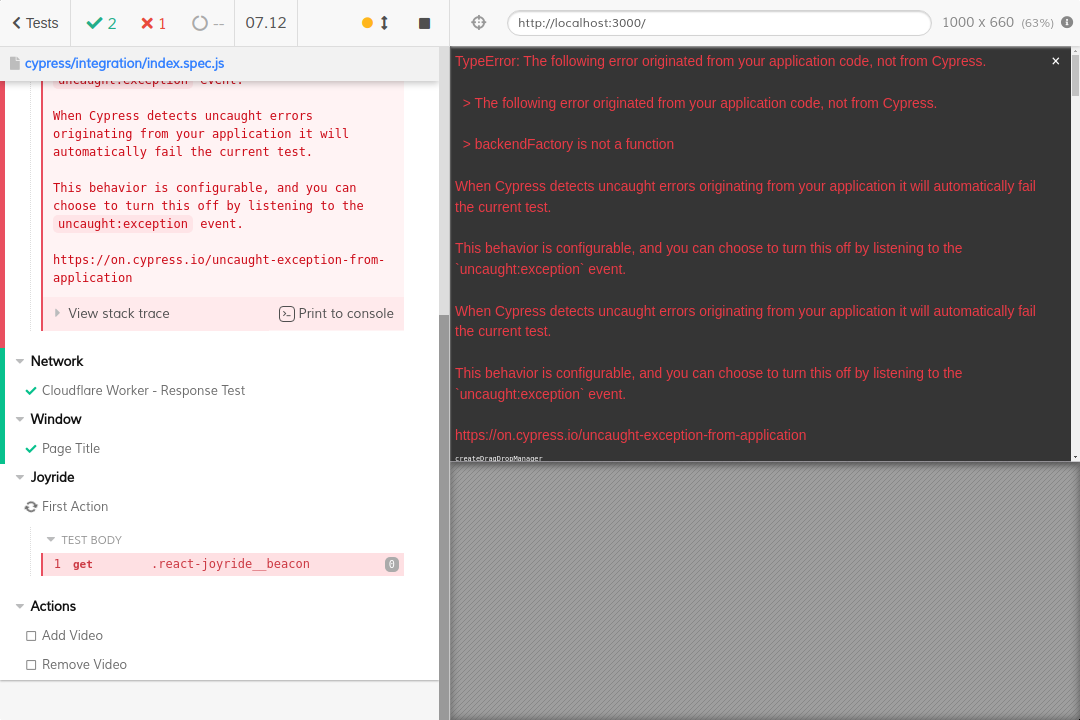 Tests
2
1
--
07.12
http://localhost:3000/
1000 x 660 (63%)
cypress/integration/index.spec.js
uncaught:exception event.
When Cypress detects uncaught errors
originating from your application it will
automatically fail the current test.
This behavior is configurable, and you can
choose to turn this off by listening to the
uncaught:exception event.
https://on.cypress.io/uncaught-exception-from-
application
View stack trace
Print to console
Network
Cloudflare Worker - Response Test
Window
Page Title
Joyride
First Action
TEST BODY
1 get .react-joyride__beacon 0
Actions
Add Video
Remove Video
TypeError: The following error originated from your application code, not from Cypress.
×
> The following error originated from your application code, not from Cypress.
> backendFactory is not a function
When Cypress detects uncaught errors originating from your application it will automatically fail
the current test.
This behavior is configurable, and you can choose to turn this off by listening to the
`uncaught:exception` event.
When Cypress detects uncaught errors originating from your application it will automatically fail
the current test.
This behavior is configurable, and you can choose to turn this off by listening to the
`uncaught:exception` event.
https://on.cypress.io/uncaught-exception-from-application
createDragDropManager